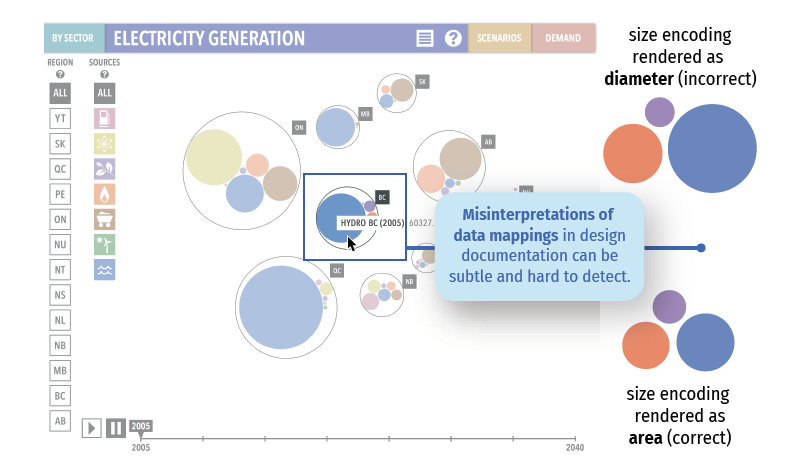 BY SECTOR
ELECTRICITY GENERATION
?
SCENARIOS
DEMAND
REGION
?
SOURCES
?
ALL
ALL
YT
SK
QC
PE
ON
NU
NT
NS
NL
NB
MB
BC
AB
SK
MB
ON
AB
BC
HYDRO BC (2005) 60327.
QC
NB
2005
2005
2040
size encoding
rendered as
diameter (incorrect)
Misinterpretations of
data mappings in design
documentation can be
subtle and hard to detect.
size encoding
rendered as
area (correct)